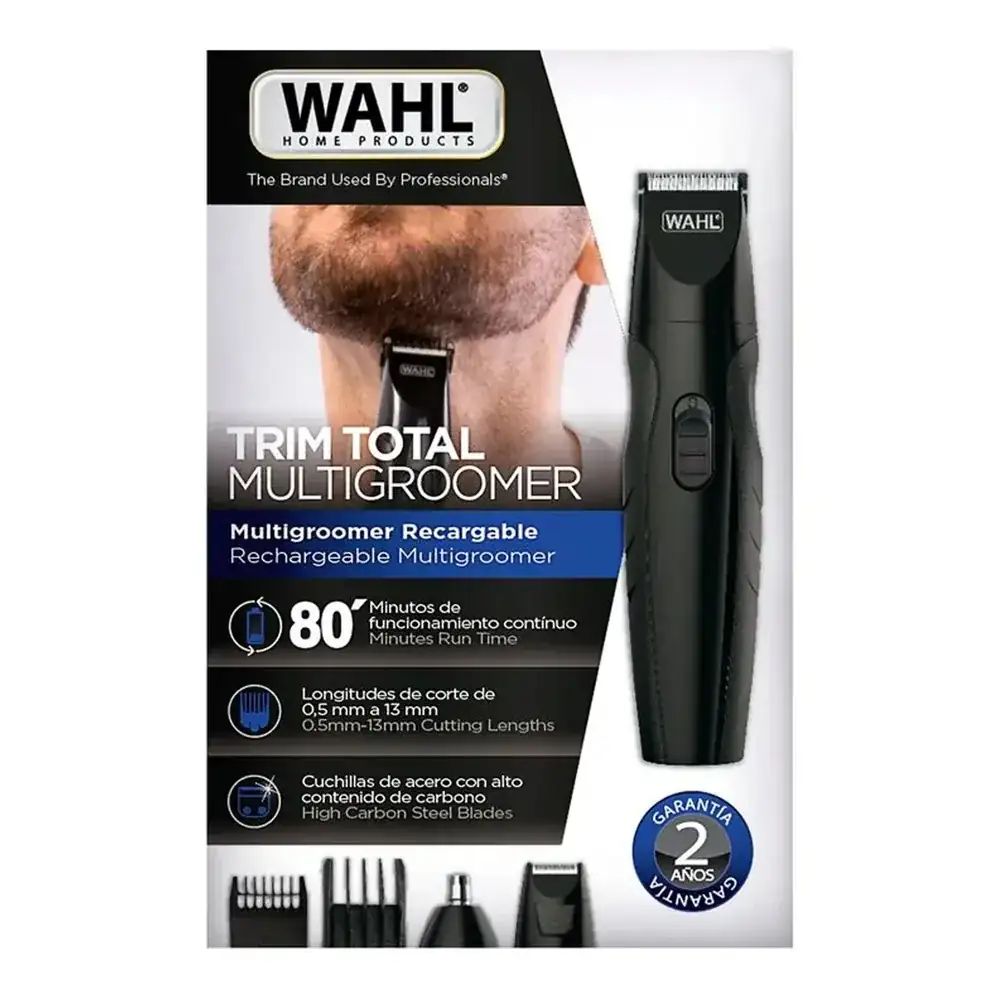 WAHL®
HOME PRODUCTS
The Brand Used By Professionals®
WAHL®
WAHL
TRIM TOTAL
MULTIGROOMER
Multigroomer Recargable
Rechargeable Multigroomer
80´ Minutos de
funcionamiento contínuo
Minutes Run Time
Longitudes de corte de
0,5 mm a 13 mm
0.5mm-13mm Cutting Lengths
Cuchillas de acero con alto
contenido de carbono
High Carbon Steel Blades
GARANTÍA
2
AÑOS
GARANTÍA